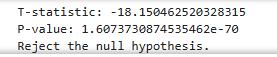 T-statistic: -18.150462520328315
P-value: 1.6073730874535462e-70
Reject the null hypothesis.